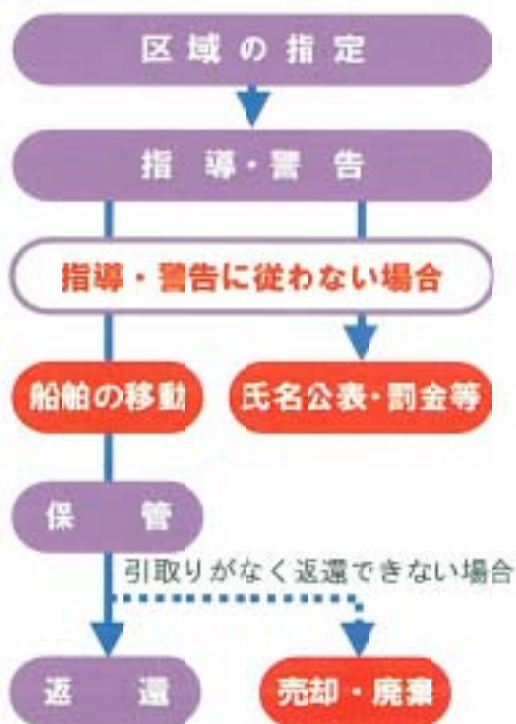 区域の指定
指導・警告
指導・警告に従わない場合
船舶の移動
氏名公表・罰金等
保管
引取りがなく返還できない場合
返還
売却・廃棄